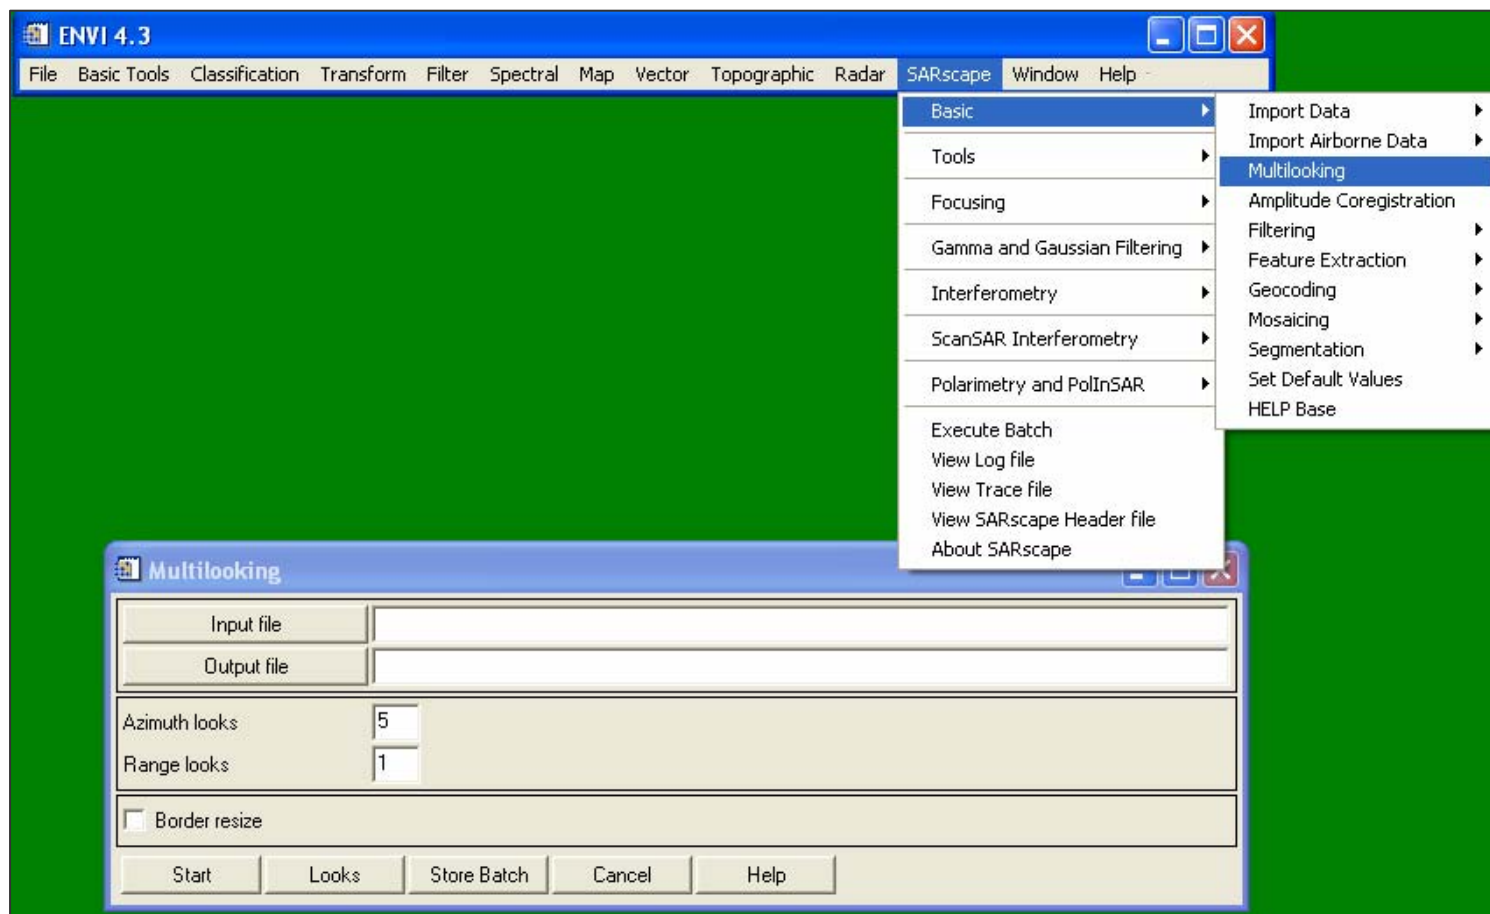 ENVI 4.3
File Basic Tools Classification Transform Filter Spectral Map Vector Topographic Radar SARscape Window Help
Basic
Tools
Focusing
Gamma and Gaussian Filtering
Interferometry
ScanSAR Interferometry
Polarimetry and PolInSAR
Execute Batch
View Log file
View Trace file
View SARscape Header file
About SARscape
Import Data
Import Airborne Data
Multilooking
Amplitude Coregistration
Filtering
Feature Extraction
Geocoding
Mosaicing
Segmentation
Set Default Values
HELP Base
Multilooking
Input file
Output file
Azimuth looks 5
Range looks 1
Border resize
Start Looks Store Batch Cancel Help